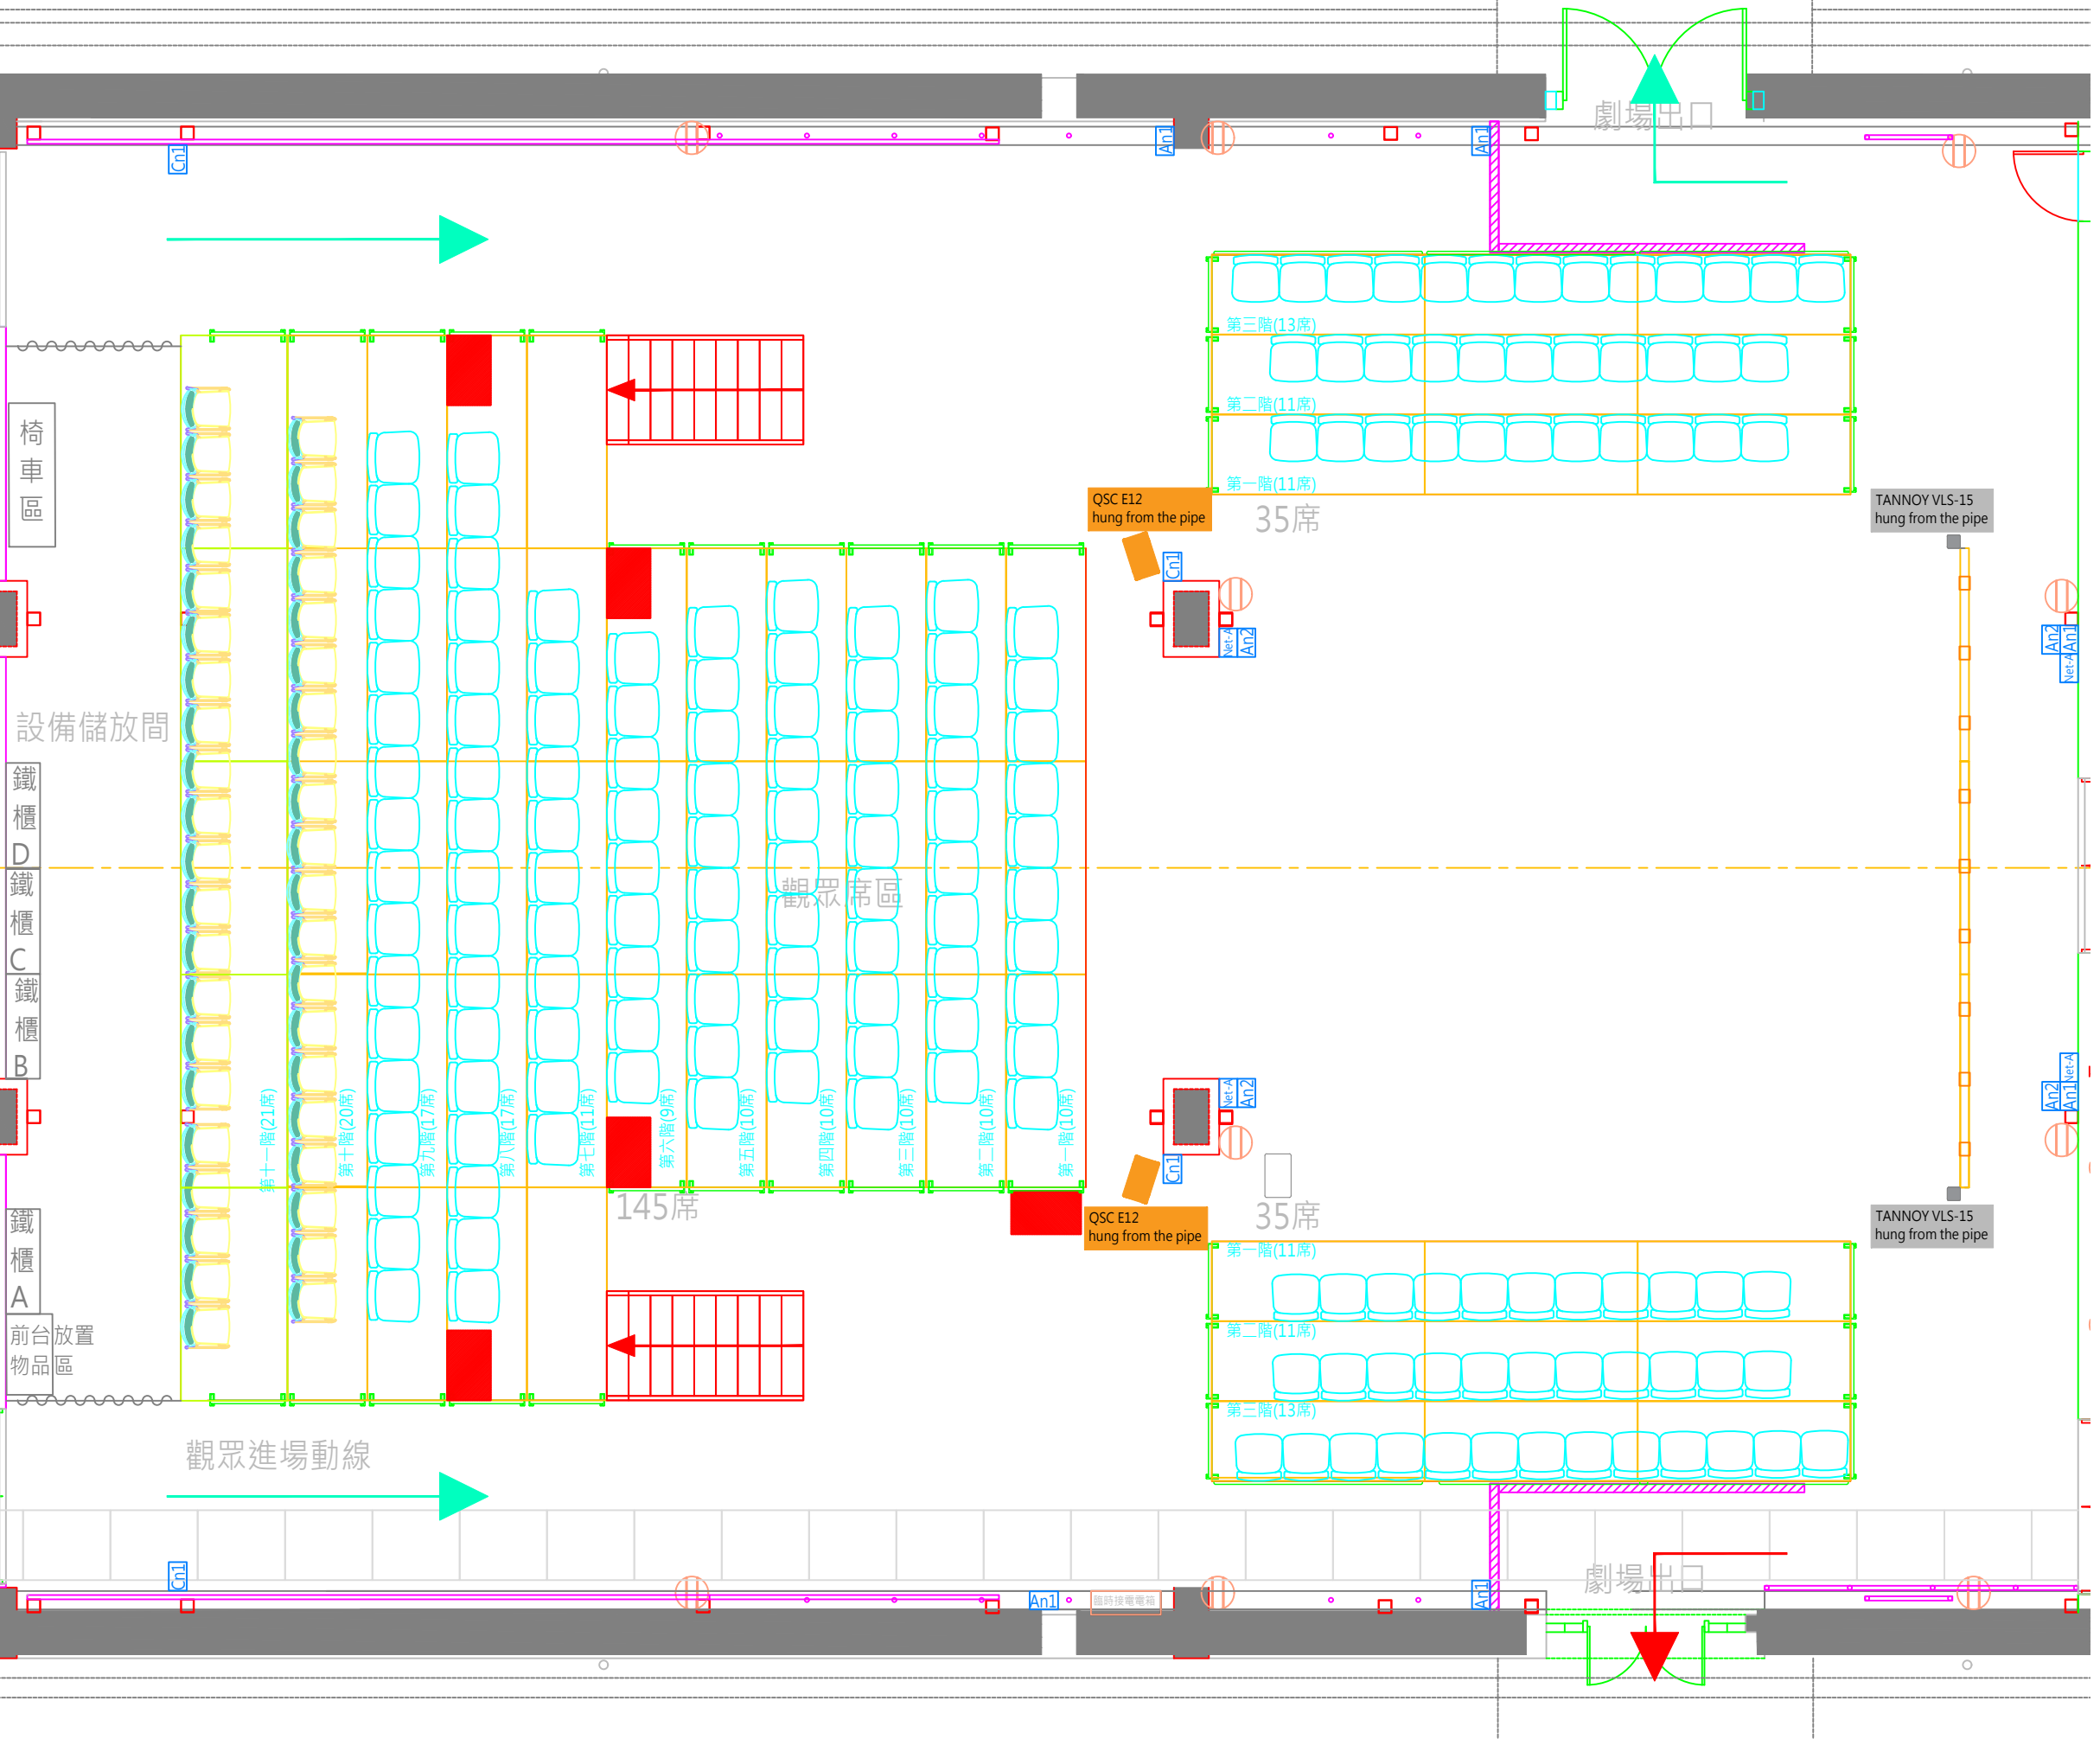 劇場出口
Cn1
An1
An1
第三階(13席)
第二階(11席)
第一階(11席)
35席
QSC E12
hung from the pipe
TANNOY VLS-15
hung from the pipe
椅
車
區
Cn1
Net-A
An2
An2
An1
Net-A
設備儲放間
鐵
櫃
D
鐵
櫃
C
鐵
櫃
B
觀眾席區
第十一階(21席)
第十階(20席)
第九階(17席)
第八階(17席)
第七階(11席)
第六階(9席)
第五階(10席)
第四階(10席)
第三階(10席)
第二階(10席)
第一階(10席)
Net-A
An2
Cn1
An2
An1
Net-A
145席
35席
QSC E12
hung from the pipe
TANNOY VLS-15
hung from the pipe
鐵
櫃
A
前台放置
物品區
第一階(11席)
第二階(11席)
第三階(13席)
觀眾進場動線
Cn1
An1
臨時接電電箱
An1
劇場出口